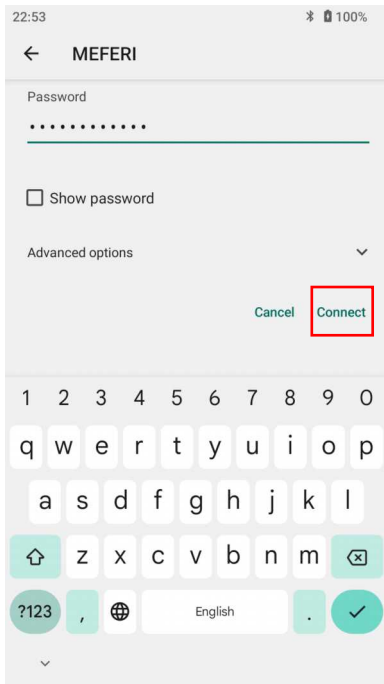 22:53 100%
MEFERI
Password
••••••••••••
Show password
Advanced options
Cancel Connect
1 2 3 4 5 6 7 8 9 0
q w e r t y u i o p
a s d f g h j k l
z x c v b n m
?123 , English .